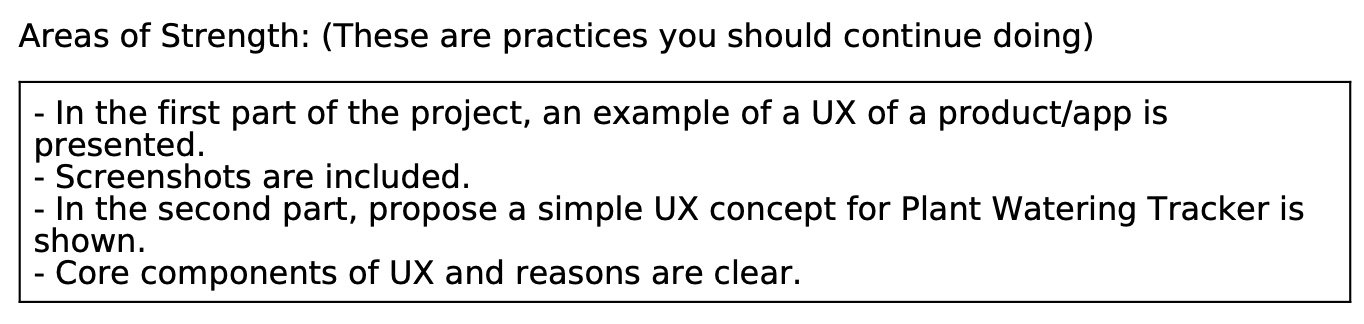 Areas of Strength: (These are practices you should continue doing)
- In the first part of the project, an example of a UX of a product/app is
presented.
- Screenshots are included.
- In the second part, propose a simple UX concept for Plant Watering Tracker is
shown.
- Core components of UX and reasons are clear.